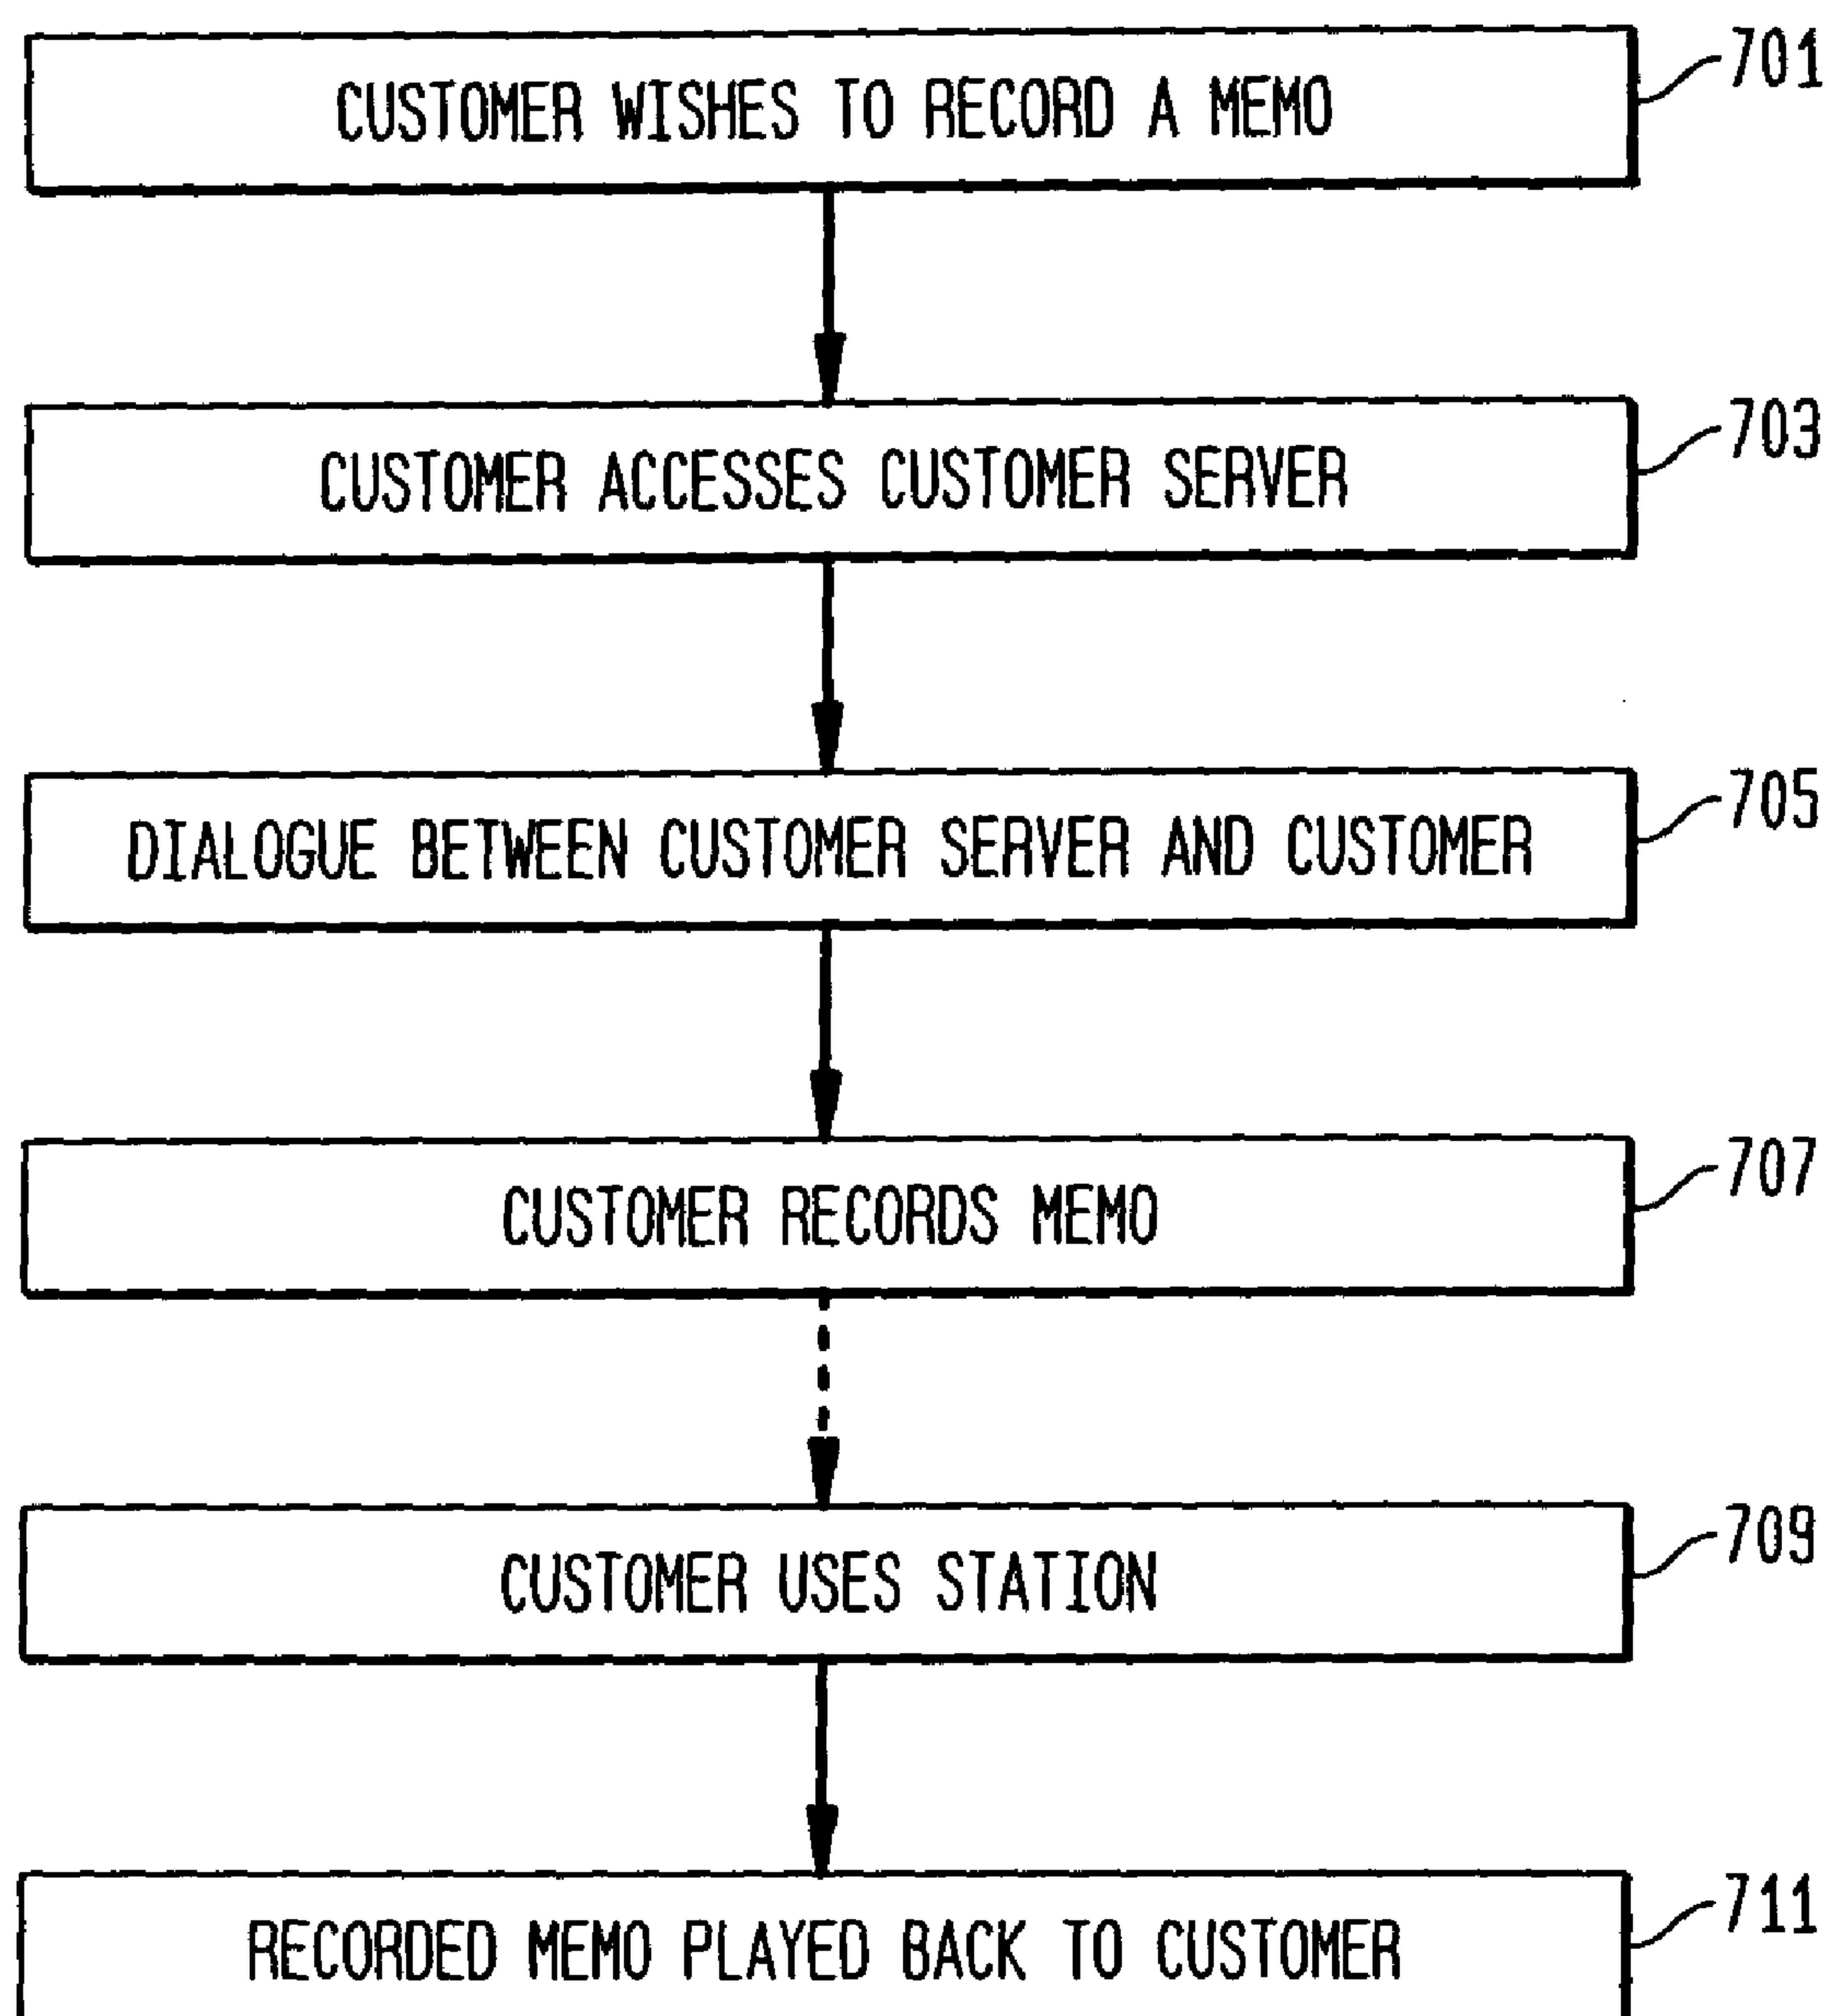 CUSTOMER WISHES TO RECORD A MEMO
701
CUSTOMER ACCESSES CUSTOMER SERVER
703
DIALOGUE BETWEEN CUSTOMER SERVER AND CUSTOMER
705
CUSTOMER RECORDS MEMO
707
CUSTOMER USES STATION
709
RECORDED MEMO PLAYED BACK TO CUSTOMER
711